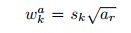 $w_k^a = s_k\sqrt{a_r}$